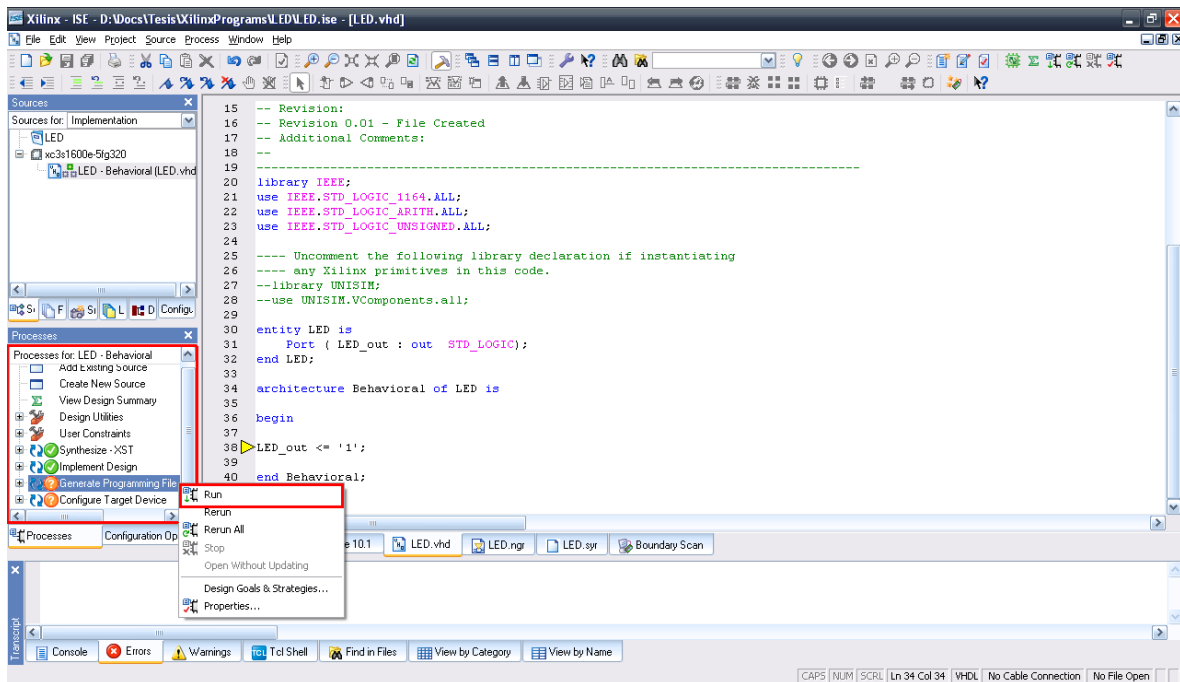 Xilinx - ISE - D:\Docs\Tesis\XilinxPrograms\LED\LED.ise - [LED.vhd]
File Edit View Project Source Process Window Help
Sources
Sources for: Implementation
LED
xc3s1600e-5fg320
LED - Behavioral (LED.vhd
Si F Si L D Configu
Processes
Processes for: LED - Behavioral
Add Existing Source
Create New Source
View Design Summary
Design Utilities
User Constraints
Synthesize - XST
Implement Design
Generate Programming File
Configure Target Device
Processes Configuration Op
15 -- Revision:
16 -- Revision 0.01 - File Created
17 -- Additional Comments:
18 --
19 ----------------------------------------------------------------------------------
20 library IEEE;
21 use IEEE.STD_LOGIC_1164.ALL;
22 use IEEE.STD_LOGIC_ARITH.ALL;
23 use IEEE.STD_LOGIC_UNSIGNED.ALL;
24
25 ---- Uncomment the following library declaration if instantiating
26 ---- any Xilinx primitives in this code.
27 --library UNISIM;
28 --use UNISIM.VComponents.all;
29
30 entity LED is
31 Port ( LED_out : out STD_LOGIC);
32 end LED;
33
34 architecture Behavioral of LED is
35
36 begin
37
38 LED_out <= '1';
39
40 end Behavioral;
Run
Rerun
Rerun All
Stop
Open Without Updating
Design Goals & Strategies...
Properties...
e 10.1 LED.vhd LED.ngr LED.syr Boundary Scan
Transcript
Console Errors Warnings Tcl Shell Find in Files View by Category View by Name
CAPS NUM SCRL Ln 34 Col 34 VHDL No Cable Connection No File Open